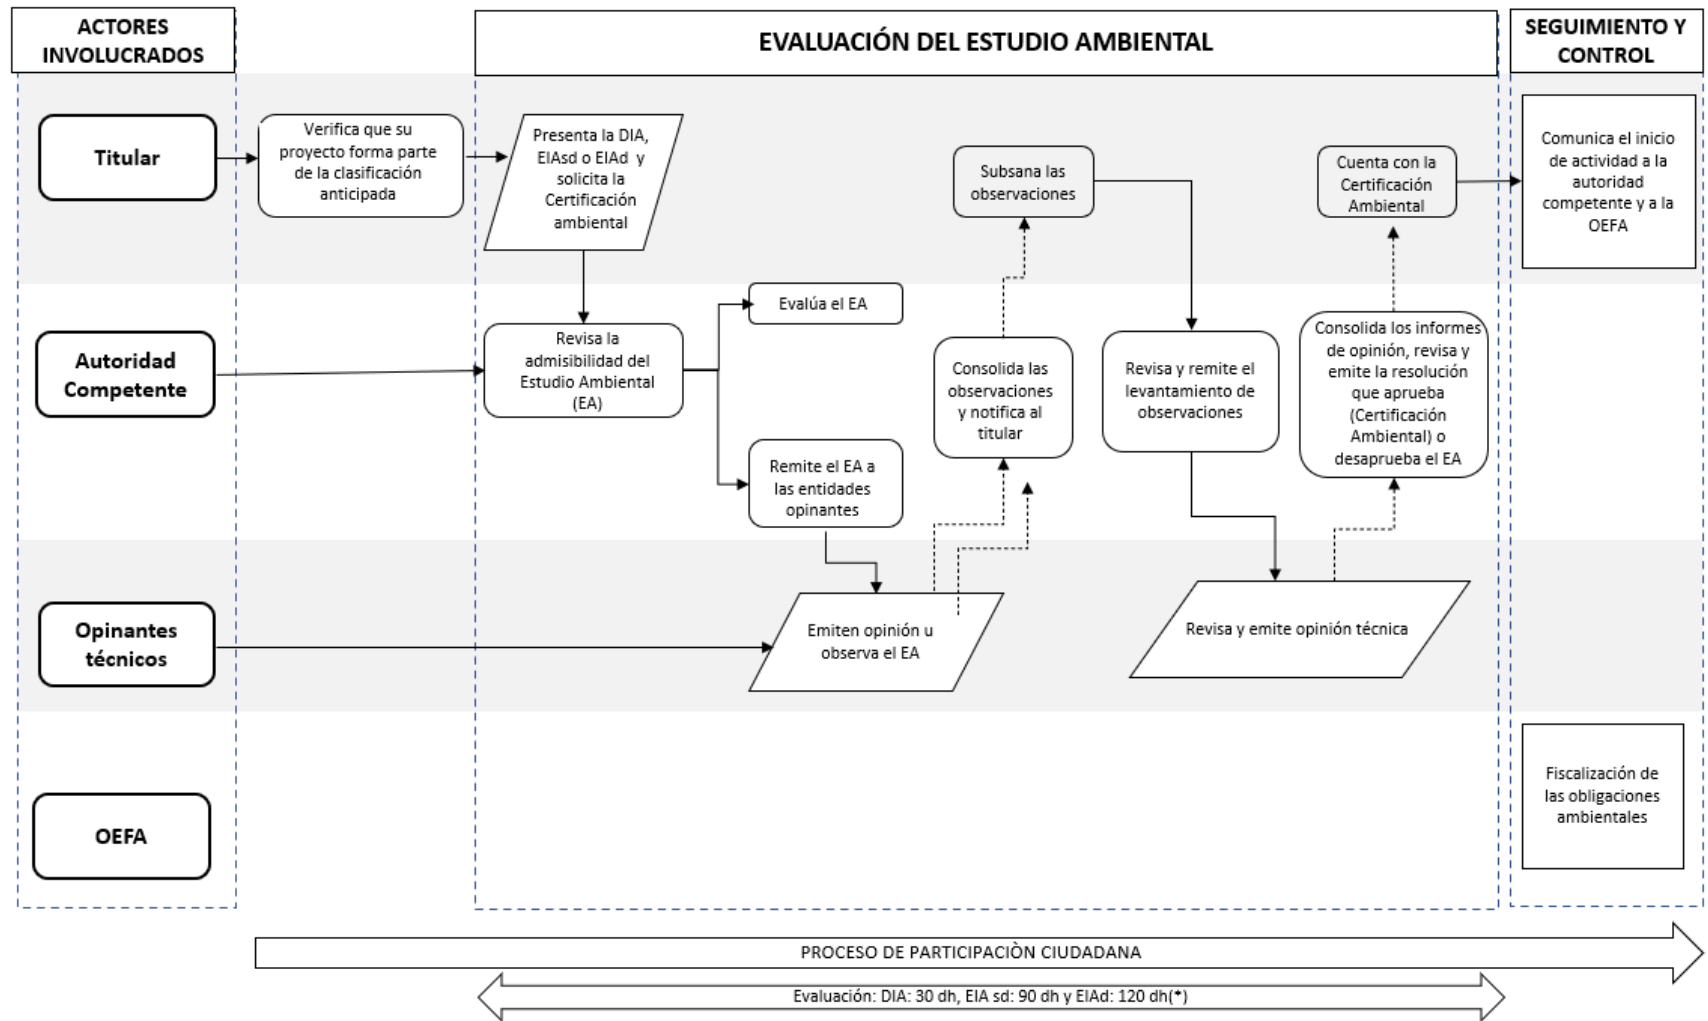 ACTORES
INVOLUCRADOS
EVALUACIÓN DEL ESTUDIO AMBIENTAL
SEGUIMIENTO Y
CONTROL
Titular
Verifica que su
proyecto forma parte
de la clasificación
anticipada
Presenta la DIA,
EIAsd o EIAd y
solicita la
Certificación
ambiental
Subsana las
observaciones
Cuenta con la
Certificación
Ambiental
Comunica el inicio
de actividad a la
autoridad
competente y a la
OEFA
Autoridad
Competente
Revisa la
admisibilidad del
Estudio Ambiental
(EA)
Evalúa el EA
Remite el EA a
las entidades
opinantes
Consolida las
observaciones
y notifica al
titular
Revisa y remite el
levantamiento de
observaciones
Consolida los informes
de opinión, revisa y
emite la resolución
que aprueba
(Certificación
Ambiental) o
desaprueba el EA
Opinantes
técnicos
Emiten opinión u
observa el EA
Revisa y emite opinión técnica
OEFA
Fiscalización de
las obligaciones
ambientales
PROCESO DE PARTICIPACIÒN CIUDADANA
Evaluación: DIA: 30 dh, EIA sd: 90 dh y EIAd: 120 dh(*)